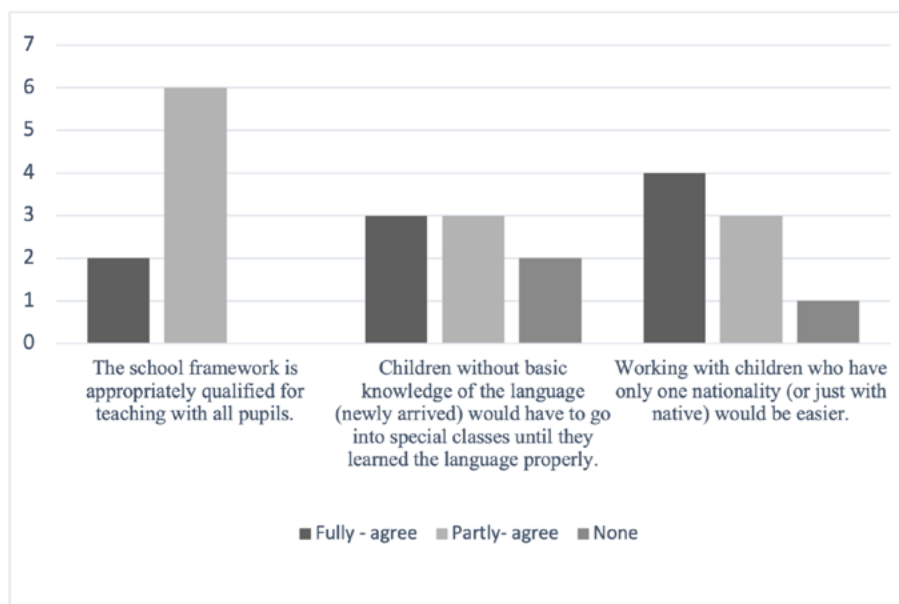 7
6
5
4
3
2
1
0
The school framework is
appropriately qualified for
teaching with all pupils.
Children without basic
knowledge of the language
(newly arrived) would have to go
into special classes until they
learned the language properly.
Working with children who have
only one nationality (or just with
native) would be easier.
Fully - agree Partly- agree None